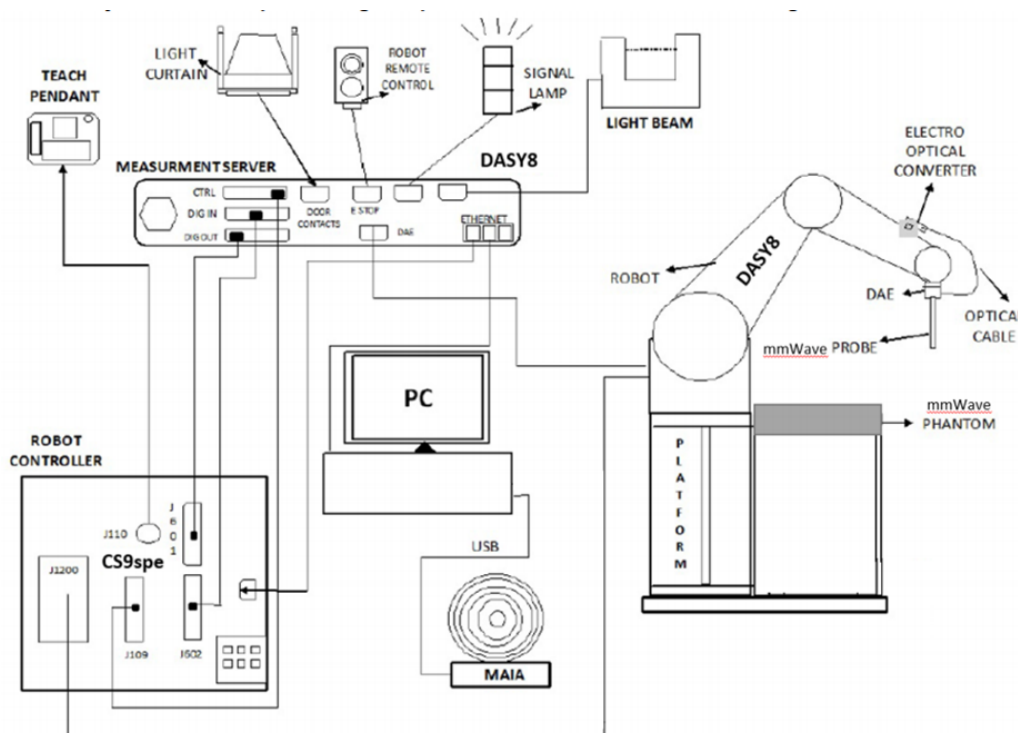 LIGHT
CURTAIN
ROBOT
REMOTE
CONTROL
SIGNAL
LAMP
LIGHT BEAM
TEACH
PENDANT
MEASURMENT SERVER
DASY8
CTRL
DIG IN
DIG OUT
DOOR
CONTACTS
E STOP
DAE
ETHERNET
ELECTRO
OPTICAL
CONVERTER
ROBOT
DASY8
DAE
OPTICA
CABLE
mmWave PROBE
mmWave
PHANTOM
PLATFORM
PC
USB
MAIA
ROBOT
CONTROLLER
J110
J601
CS9spe
J1200
J109
J602